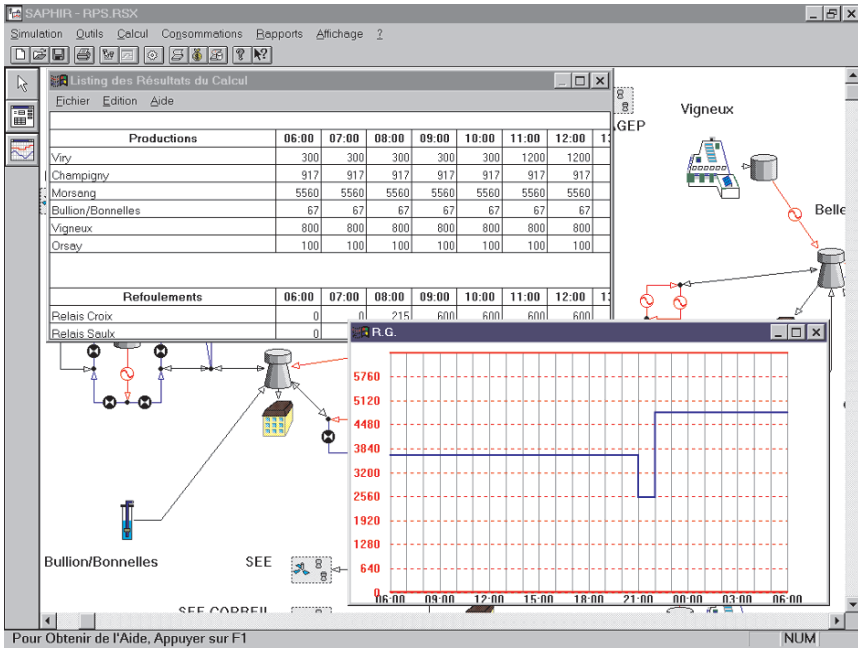 SAPHIR - RPS.RSX
Simulation Outils Calcul Consommations Rapports Affichage ?
Listing des Résultats du Calcul
Fichier Edition Aide
Productions 06:00 07:00 08:00 09:00 10:00 11:00 12:00
Viry 300 300 300 300 300 1200 1200
Champigny 917 917 917 917 917 917 917
Morsang 5560 5560 5560 5560 5560 5560 5560
Bullion/Bonnelles 67 67 67 67 67 67 67
Vigneux 800 800 800 800 800 800 800
Orsay 100 100 100 100 100 100 100
Refoulements 06:00 07:00 08:00 09:00 10:00 11:00 12:00
Relais Croix 0 0 215 600 600 600 600
Relais Saulx 0
AGEP
Vigneux
Belle
R.G.
5760
5120
4480
3840
3200
2560
1920
1280
640
0
06:00 09:00 12:00 15:00 18:00 21:00 00:00 03:00 06:00
Bullion/Bonnelles
SEE
SEE CORBEIL
Pour Obtenir de l'Aide, Appuyer sur F1
NUM